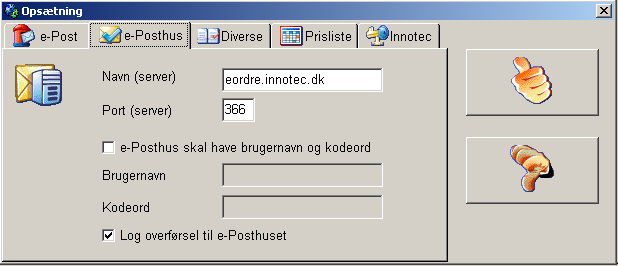 Opsætning
e-Post e-Posthus Diverse Prisliste Innotec
Navn (server) eordre.innotec.dk
Port (server) 366
e-Posthus skal have brugernavn og kodeord
Brugernavn
Kodeord
Log overførsel til e-Posthuset